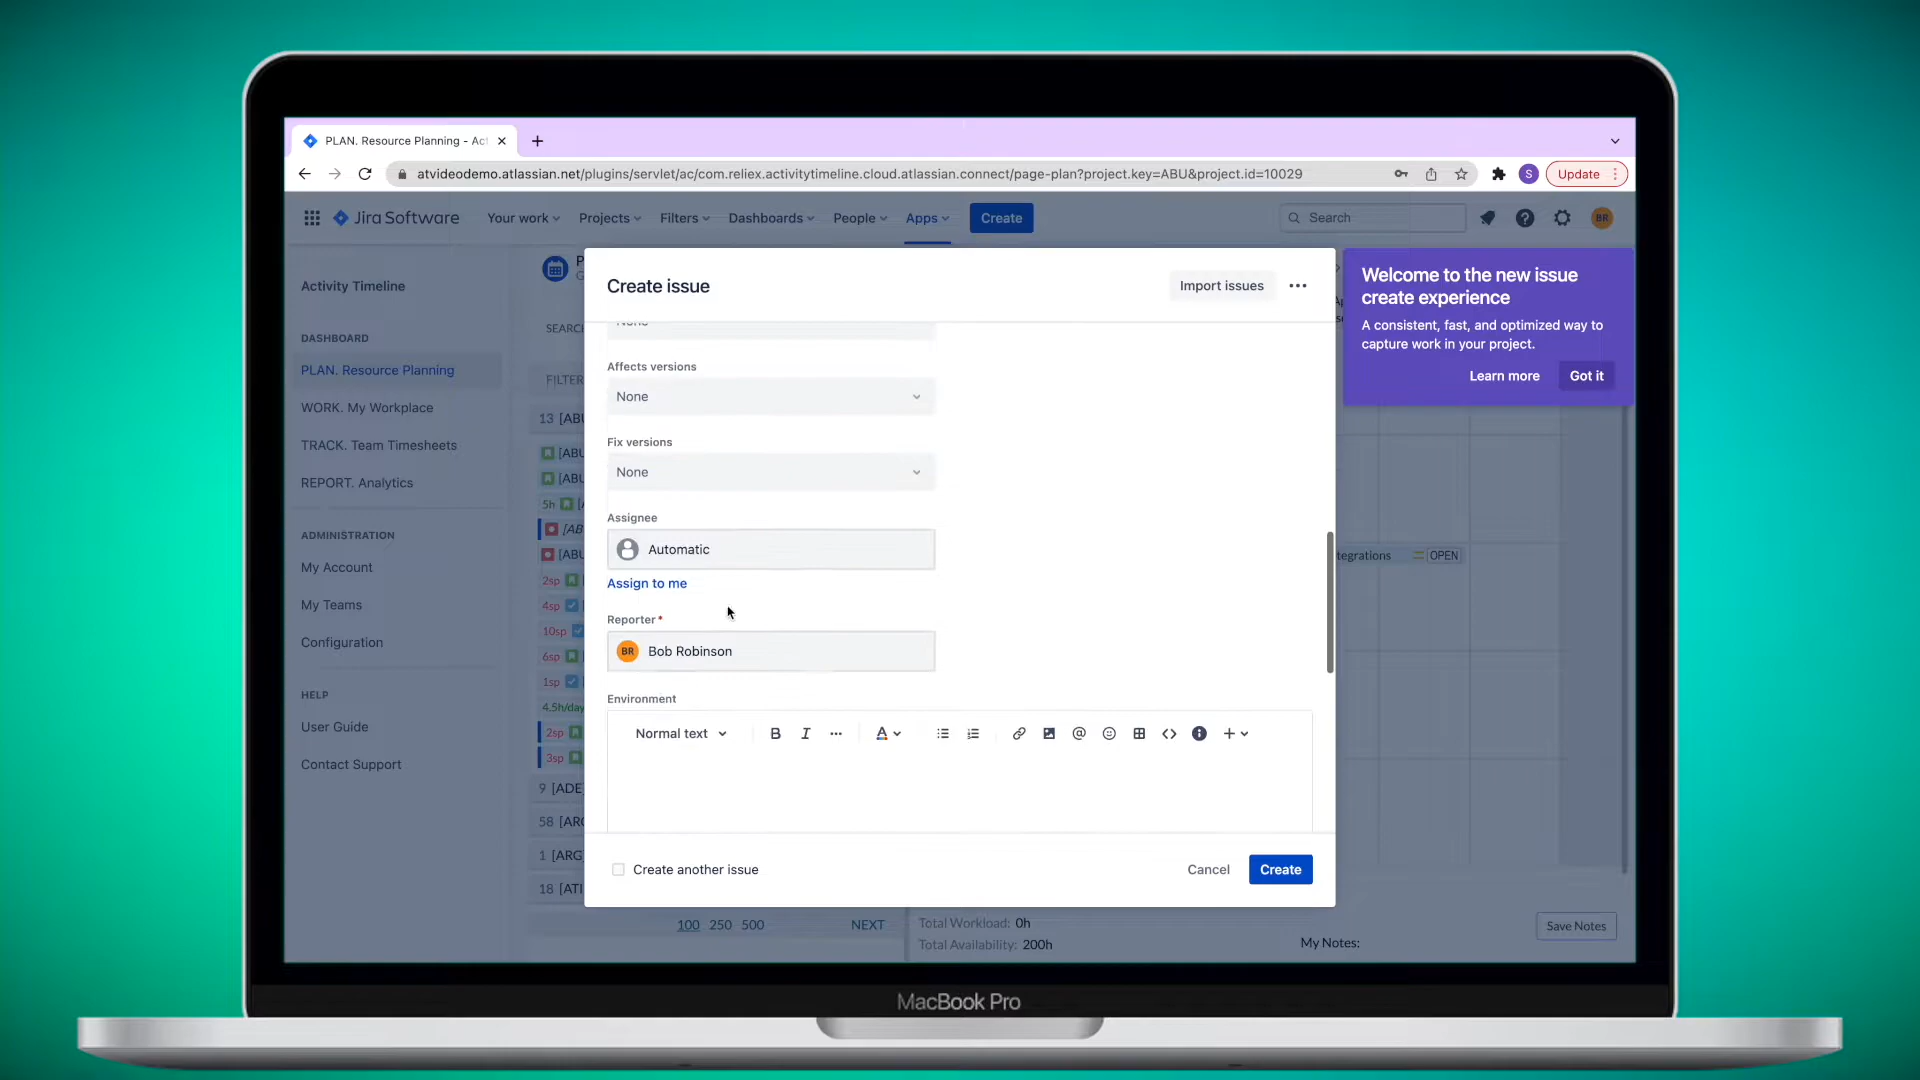 PLAN. Resource Planning - Act
atvideodemo.atlassian.net/plugins/servlet/ac/com.reliex.activitytimeline.cloud.atlassian.connect/page-plan?project.key=ABU&project.id=10029
S
Update
Jira Software
Your work
Projects
Filters
Dashboards
People
Apps
Create
Search
BR
Activity Timeline
DASHBOARD
PLAN. Resource Planning
WORK. My Workplace
TRACK. Team Timesheets
REPORT. Analytics
ADMINISTRATION
My Account
My Teams
Configuration
HELP
User Guide
Contact Support
13 [ABU
[ABU
[ABU
5h
[ABU
2sp
4sp
10sp
6sp
1sp
4.5h/day
2sp
3sp
9 [ADE
58
1 [ARG
18 [ATI
100 250 500
NEXT
Create issue
Import issues
Affects versions
None
Fix versions
None
Assignee
Automatic
Assign to me
Reporter *
BR Bob Robinson
Environment
Normal text
B I
A
Create another issue
Cancel
Create
Welcome to the new issue
create experience
A consistent, fast, and optimized way to
capture work in your project.
Learn more
Got it
tegrations
OPEN
Total Workload: 0h
Total Availability: 200h
My Notes:
Save Notes
MacBook Pro